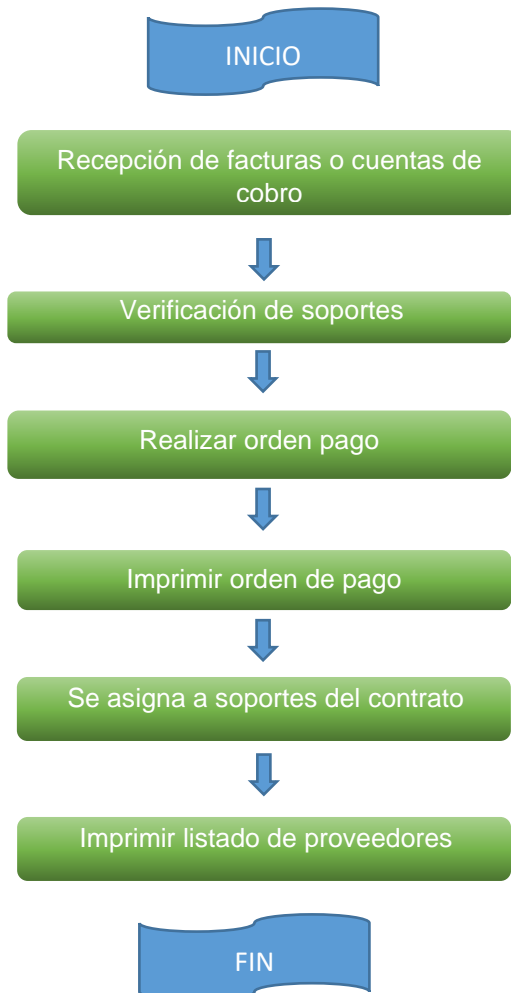 INICIO
Recepción de facturas o cuentas de
cobro
Verificación de soportes
Realizar orden pago
Imprimir orden de pago
Se asigna a soportes del contrato
Imprimir listado de proveedores
FIN